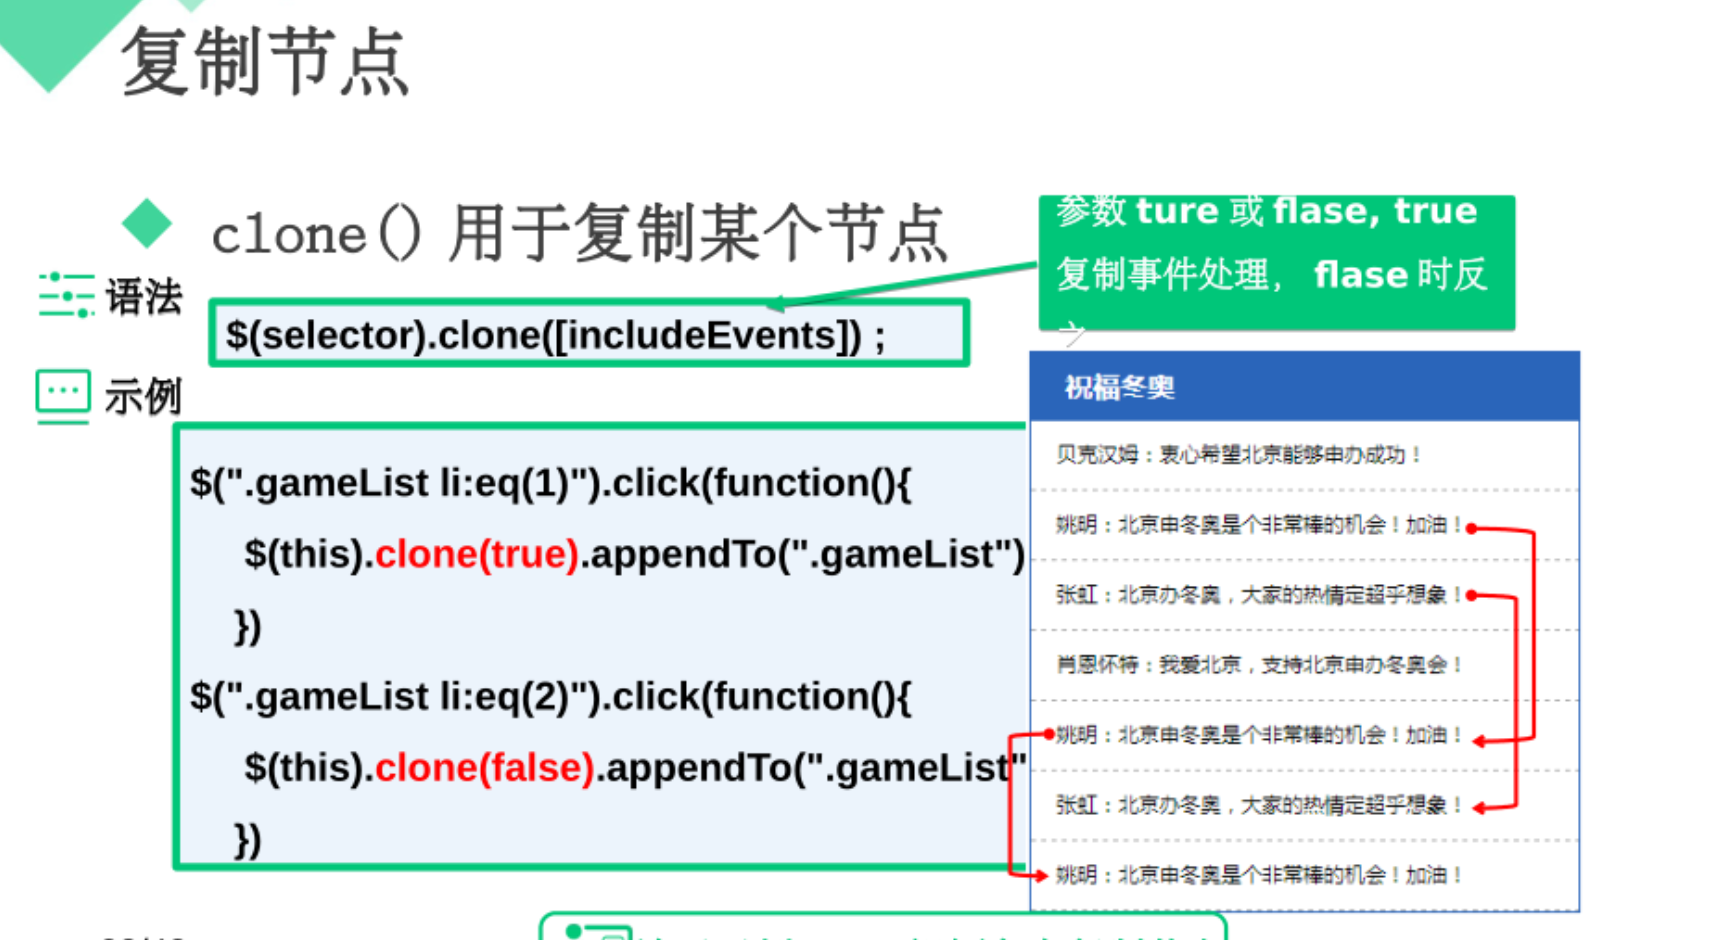 复制节点
clone() 用于复制某个节点
参数 ture 或 flase, true
复制事件处理， flase 时反
语法
$(selector).clone([includeEvents]) ;
示例
$(".gameList li:eq(1)").click(function(){
$(this).clone(true).appendTo(".gameList")
})
$(".gameList li:eq(2)").click(function(){
$(this).clone(false).appendTo(".gameList"
})
祝福冬奥
贝克汉姆：衷心希望北京能够申办成功！
姚明：北京申冬奥是个非常棒的机会！加油！
张虹：北京办冬奥，大家的热情定超乎想象！
肖恩怀特：我爱北京，支持北京申办冬奥会！
姚明：北京申冬奥是个非常棒的机会！加油！
张虹：北京办冬奥，大家的热情定超乎想象！
姚明：北京申冬奥是个非常棒的机会！加油！